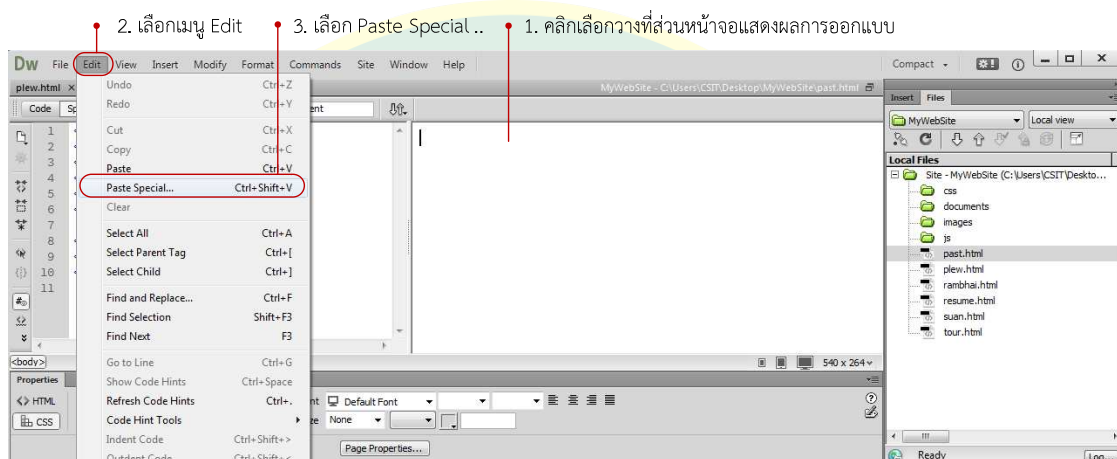 2. เลือกเมนู Edit 3. เลือก Paste Special .. 1. คลิกเลือกวางที่ส่วนหน้าจอแสดงผลการออกแบบ
Dw File Edit View Insert Modify Format Commands Site Window Help Compact
plew.html × MyWebSite - C:\Users\CSIT\Desktop\MyWebSite\past.html
Code
Undo Ctrl+Z
Redo Ctrl+Y
Cut Ctrl+X
Copy Ctrl+C
Paste Ctrl+V
Paste Special... Ctrl+Shift+V
Clear
Select All Ctrl+A
Select Parent Tag Ctrl+[
Select Child Ctrl+]
Find and Replace... Ctrl+F
Find Selection Shift+F3
Find Next F3
Go to Line Ctrl+G
Show Code Hints Ctrl+Space
Refresh Code Hints Ctrl+.
Code Hint Tools
Indent Code Ctrl+Shift+>
Outdent Code Ctrl+Shift+<
1
2
3
4
5
6
7
8
9
10
11
<body> 540 x 264
Properties
<> HTML Default Font
CSS None
Page Properties...
Insert Files
MyWebSite Local view
Local Files
Site - MyWebSite (C:\Users\CSIT\Deskto...
css
documents
images
js
past.html
plew.html
rambhai.html
resume.html
suan.html
tour.html
Ready Log